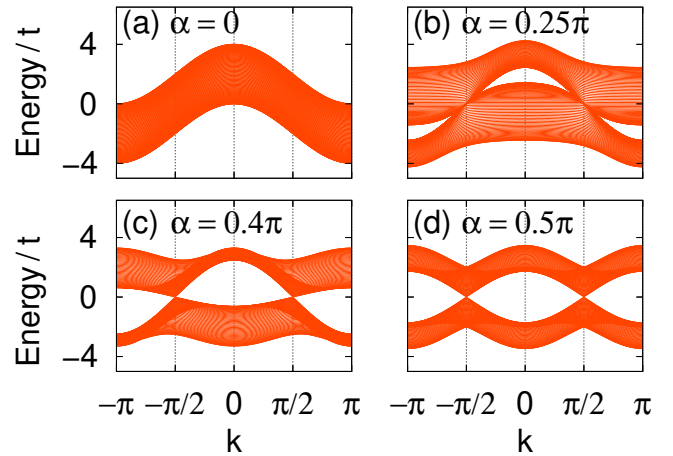 (a) α = 0
(b) α = 0.25π
Energy / t
4
0
−4
(c) α = 0.4π
(d) α = 0.5π
Energy / t
4
0
−4
−π −π/2 0 π/2 π
−π −π/2 0 π/2 π
k
k